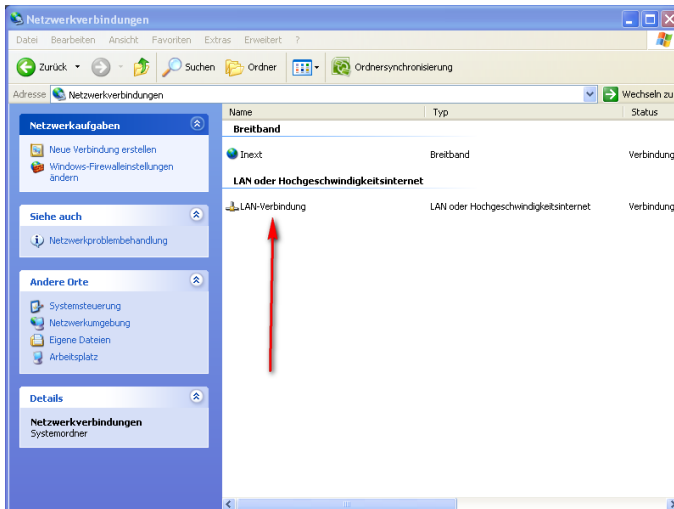 Netzwerkverbindungen
Datei Bearbeiten Ansicht Favoriten Extras Erweitert ?
Zurück Suchen Ordner Ordnersynchronisierung
Adresse Netzwerkverbindungen Wechseln zu
Netzwerkaufgaben
Neue Verbindung erstellen
Windows-Firewalleinstellungen
ändern
Siehe auch
Netzwerkproblembehandlung
Andere Orte
Systemsteuerung
Netzwerkumgebung
Eigene Dateien
Arbeitsplatz
Details
Netzwerkverbindungen
Systemordner
Name Typ Status
Breitband
Inext Breitband Verbindung
LAN oder Hochgeschwindigkeitsinternet
LAN-Verbindung LAN oder Hochgeschwindigkeitsinternet Verbindung